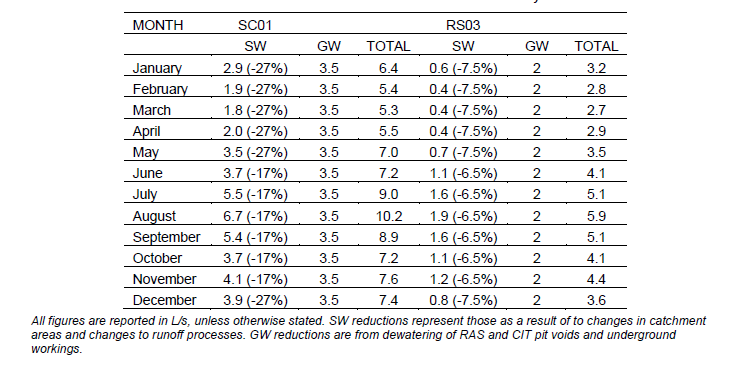 MONTH SC01 RS03
SW GW TOTAL SW GW TOTAL
January 2.9 (-27%) 3.5 6.4 0.6 (-7.5%) 2 3.2
February 1.9 (-27%) 3.5 5.4 0.4 (-7.5%) 2 2.8
March 1.8 (-27%) 3.5 5.3 0.4 (-7.5%) 2 2.7
April 2.0 (-27%) 3.5 5.5 0.4 (-7.5%) 2 2.9
May 3.5 (-27%) 3.5 7.0 0.7 (-7.5%) 2 3.5
June 3.7 (-17%) 3.5 7.2 1.1 (-6.5%) 2 4.1
July 5.5 (-17%) 3.5 9.0 1.6 (-6.5%) 2 5.1
August 6.7 (-17%) 3.5 10.2 1.9 (-6.5%) 2 5.9
September 5.4 (-17%) 3.5 8.9 1.6 (-6.5%) 2 5.1
October 3.7 (-17%) 3.5 7.2 1.1 (-6.5%) 2 4.1
November 4.1 (-17%) 3.5 7.6 1.2 (-6.5%) 2 4.4
December 3.9 (-27%) 3.5 7.4 0.8 (-7.5%) 2 3.6
All figures are reported in L/s, unless otherwise stated. SW reductions represent those as a result of to changes in catchment
areas and changes to runoff processes. GW reductions are from dewatering of RAS and CIT pit voids and underground
workings.